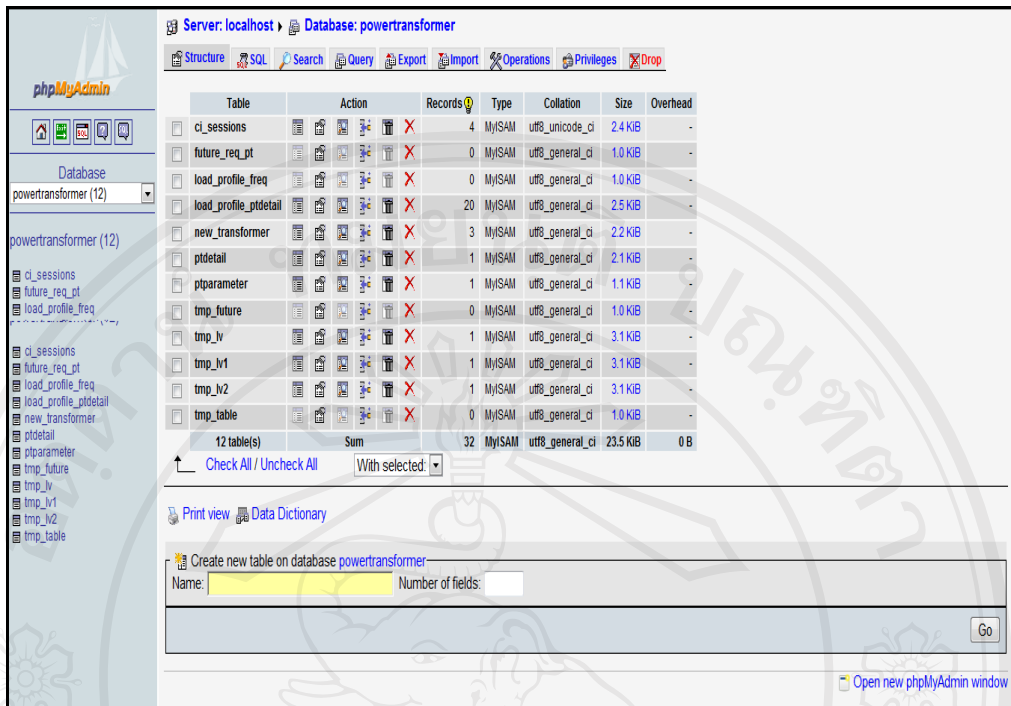 phpMyAdmin
Database
powertransformer (12)
powertransformer (12)
ci_sessions
future_req_pt
load_profile_freq
ci_sessions
future_req_pt
load_profile_freq
load_profile_ptdetail
new_transformer
ptdetail
ptparameter
tmp_future
tmp_lv
tmp_lv1
tmp_lv2
tmp_table
Server: localhost Database: powertransformer
Structure SQL Search Query Export Import Operations Privileges Drop
Table Action Records Type Collation Size Overhead
ci_sessions 4 MyISAM utf8_unicode_ci 2.4 KiB -
future_req_pt 0 MyISAM utf8_general_ci 1.0 KiB -
load_profile_freq 0 MyISAM utf8_general_ci 1.0 KiB -
load_profile_ptdetail 20 MyISAM utf8_general_ci 2.5 KiB -
new_transformer 3 MyISAM utf8_general_ci 2.2 KiB -
ptdetail 1 MyISAM utf8_general_ci 2.1 KiB -
ptparameter 1 MyISAM utf8_general_ci 1.1 KiB -
tmp_future 0 MyISAM utf8_general_ci 1.0 KiB -
tmp_lv 1 MyISAM utf8_general_ci 3.1 KiB -
tmp_lv1 1 MyISAM utf8_general_ci 3.1 KiB -
tmp_lv2 1 MyISAM utf8_general_ci 3.1 KiB -
tmp_table 0 MyISAM utf8_general_ci 1.0 KiB -
12 table(s) Sum 32 MyISAM utf8_general_ci 23.5 KiB 0 B
Check All / Uncheck All With selected:
Print view Data Dictionary
Create new table on database powertransformer
Name: Number of fields:
Go
Open new phpMyAdmin window